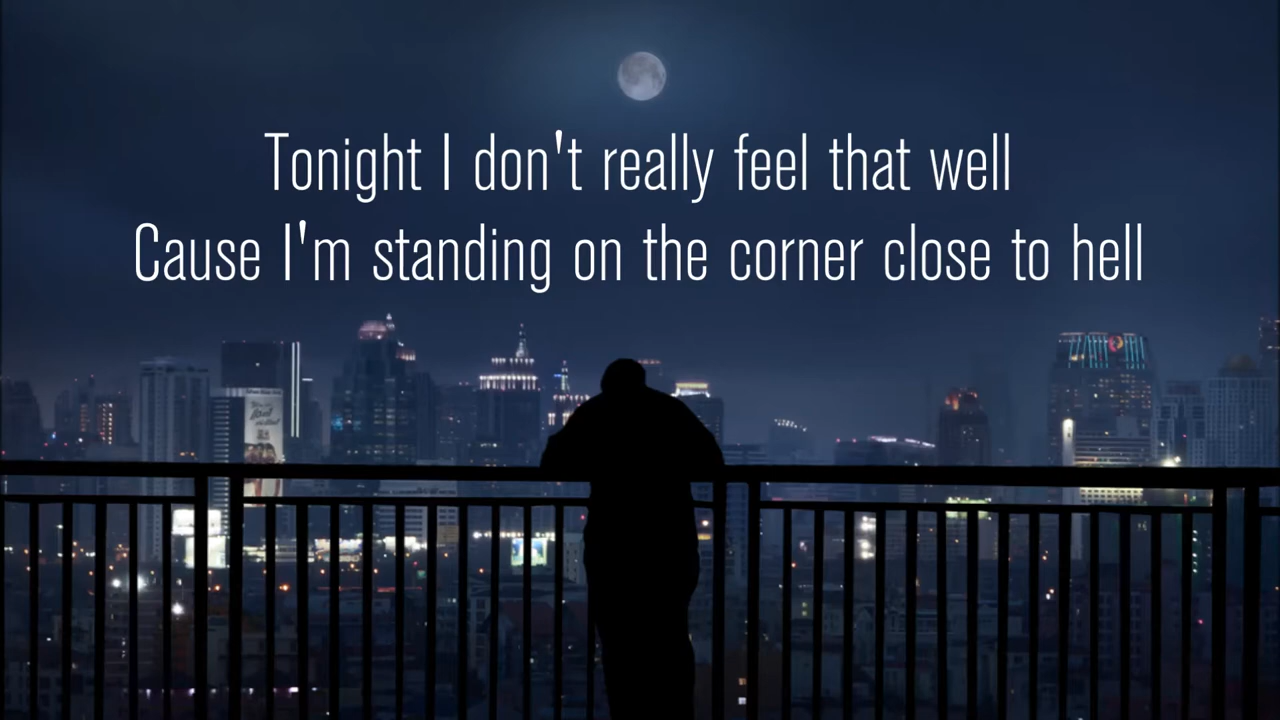 Tonight I don't really feel that well
Cause I'm standing on the corner close to hell